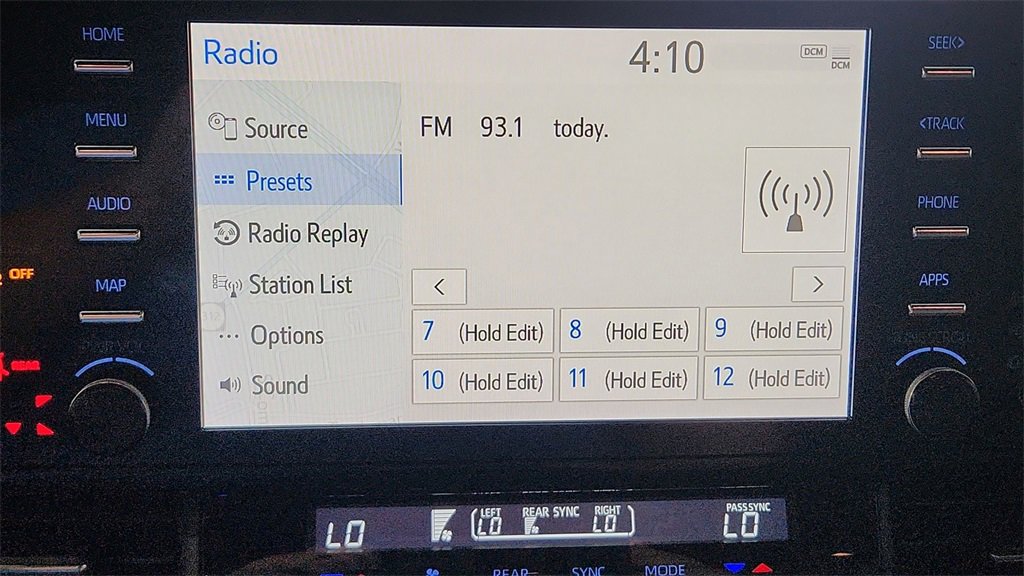 HOME
MENU
AUDIO
MAP
OFF
REAR
Radio
4:10
DCM
DCM
Source
Presets
Radio Replay
Station List
Options
Sound
FM 93.1 today.
<
>
7 (Hold Edit)
8 (Hold Edit)
9 (Hold Edit)
10 (Hold Edit)
11 (Hold Edit)
12 (Hold Edit)
SEEK>
<TRACK
PHONE
APPS
LO
LEFT LO
REAR SYNC
RIGHT LO
PASS SYNC
LO
REAR
SYNC
MODE